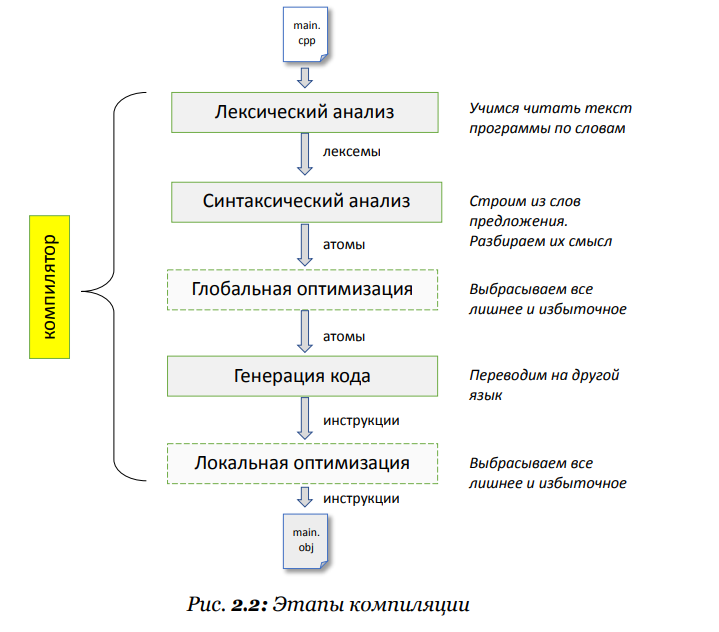 main.
cpp
Лексический анализ
Учимся читать текст
программы по словам
лексемы
Синтаксический анализ
Строим из слов
предложения.
Разбираем их смысл
атомы
компилятор
Глобальная оптимизация
Выбрасываем все
лишнее и избыточное
атомы
Генерация кода
Переводим на другой
язык
инструкции
Локальная оптимизация
Выбрасываем все
лишнее и избыточное
инструкции
main.
obj
Рис. 2.2: Этапы компиляции